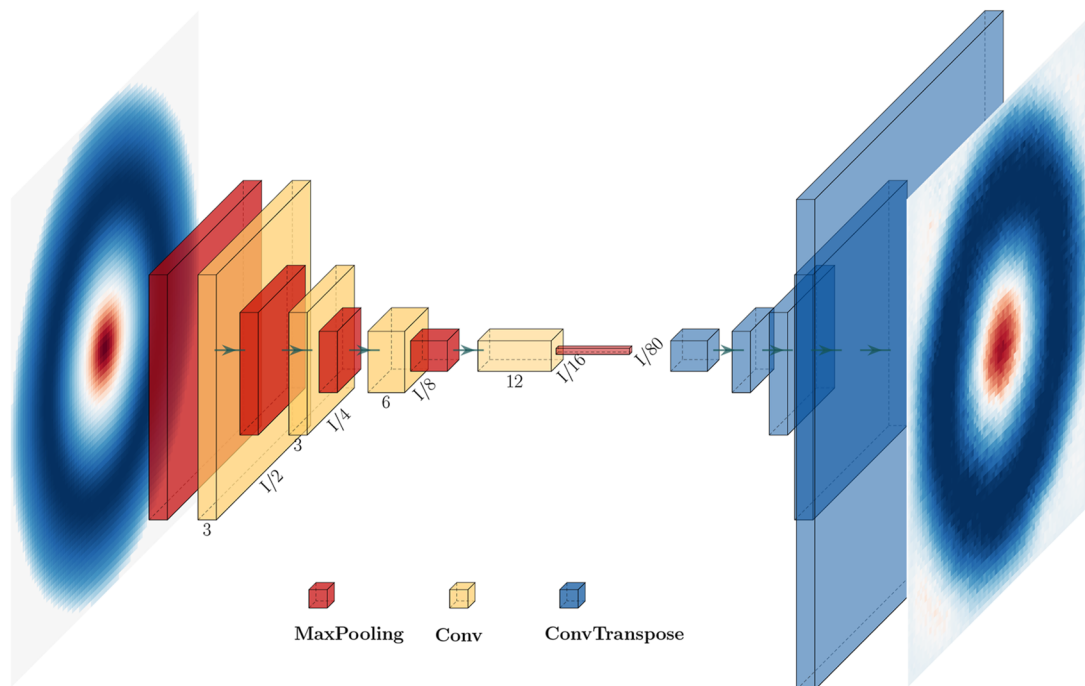 3
I/2
3
I/4
6
I/8
12
I/16
I/80
MaxPooling
Conv
ConvTranspose